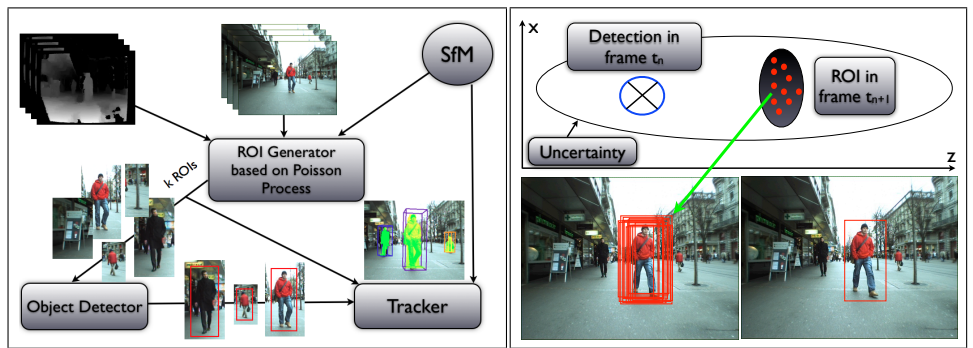 SfM
ROI Generator
based on Poisson
Process
k ROIs
Object Detector
Tracker
x
Detection in
frame tn
ROI in
frame tn+1
Uncertainty
z